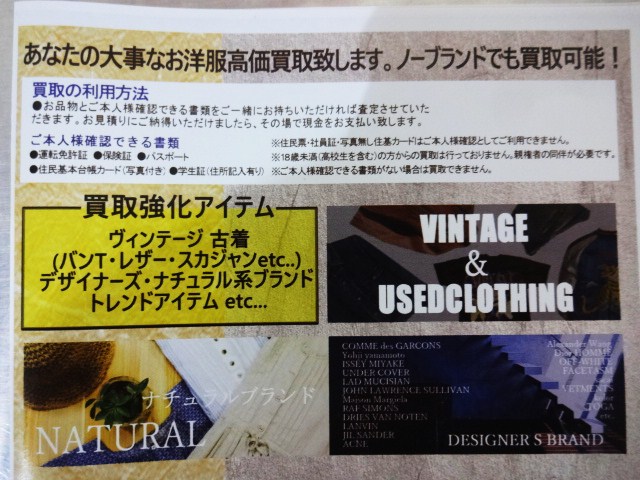 あなたの大事なお洋服高価買取致します。ノーブランドでも買取可能！
買取の利用方法
●お品物とご本人様確認できる書類をご一緒にお持ちいただければ査定させていた
だきます。お見積りにご納得いただけましたら、その場で現金をお支払い致します。
ご本人様確認できる書類
●運転免許証 ●保険証 ●パスポート
●住民基本台帳カード(写真付き) ●学生証(住所記入有り)
※住民票・社員証・写真無し住基カードはご本人様確認としてご利用できません。
※18歳未満(高校生を含む)の方からの買取は行っておりません。親権者の同伴が必要です。
※ご本人様確認できる書類がない場合は買取できません。
買取強化アイテム
ヴィンテージ 古着
(バンT・レザー・スカジャンetc..)
デザイナーズ・ナチュラル系ブランド
トレンドアイテム etc...
VINTAGE
&
USEDCLOTHING
ナチュラルブランド
NATURAL
COMME des GARCONS
Yohji yamamoto
ISSEY MIYAKE
UNDER COVER
LAD MUCISIAN
JOHN LAWRENCE SULLIVAN
Maison Margiela
RAF SIMONS
DRIES VAN NOTEN
LANVIN
JIL SANDER
ACNE
Alexander Wang
Dior HOMME
OFF-WHITE
FACETASM
VETMENTS
TOGA
etc..
DESIGNER S BRAND